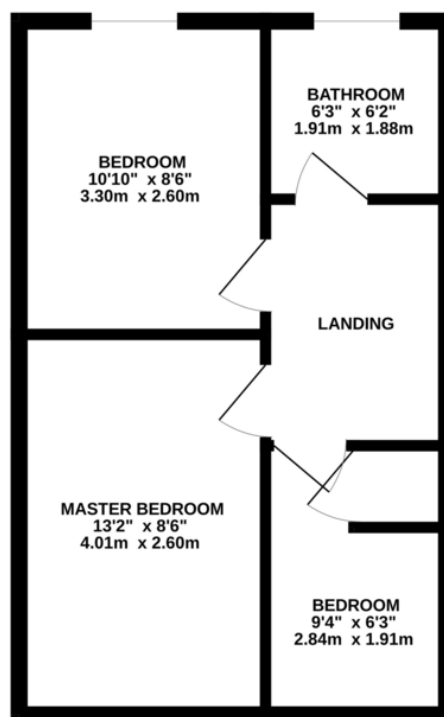 BATHROOM
6'3" x 6'2"
1.91m x 1.88m
BEDROOM
10'10" x 8'6"
3.30m x 2.60m
LANDING
MASTER BEDROOM
13'2" x 8'6"
4.01m x 2.60m
BEDROOM
9'4" x 6'3"
2.84m x 1.91m